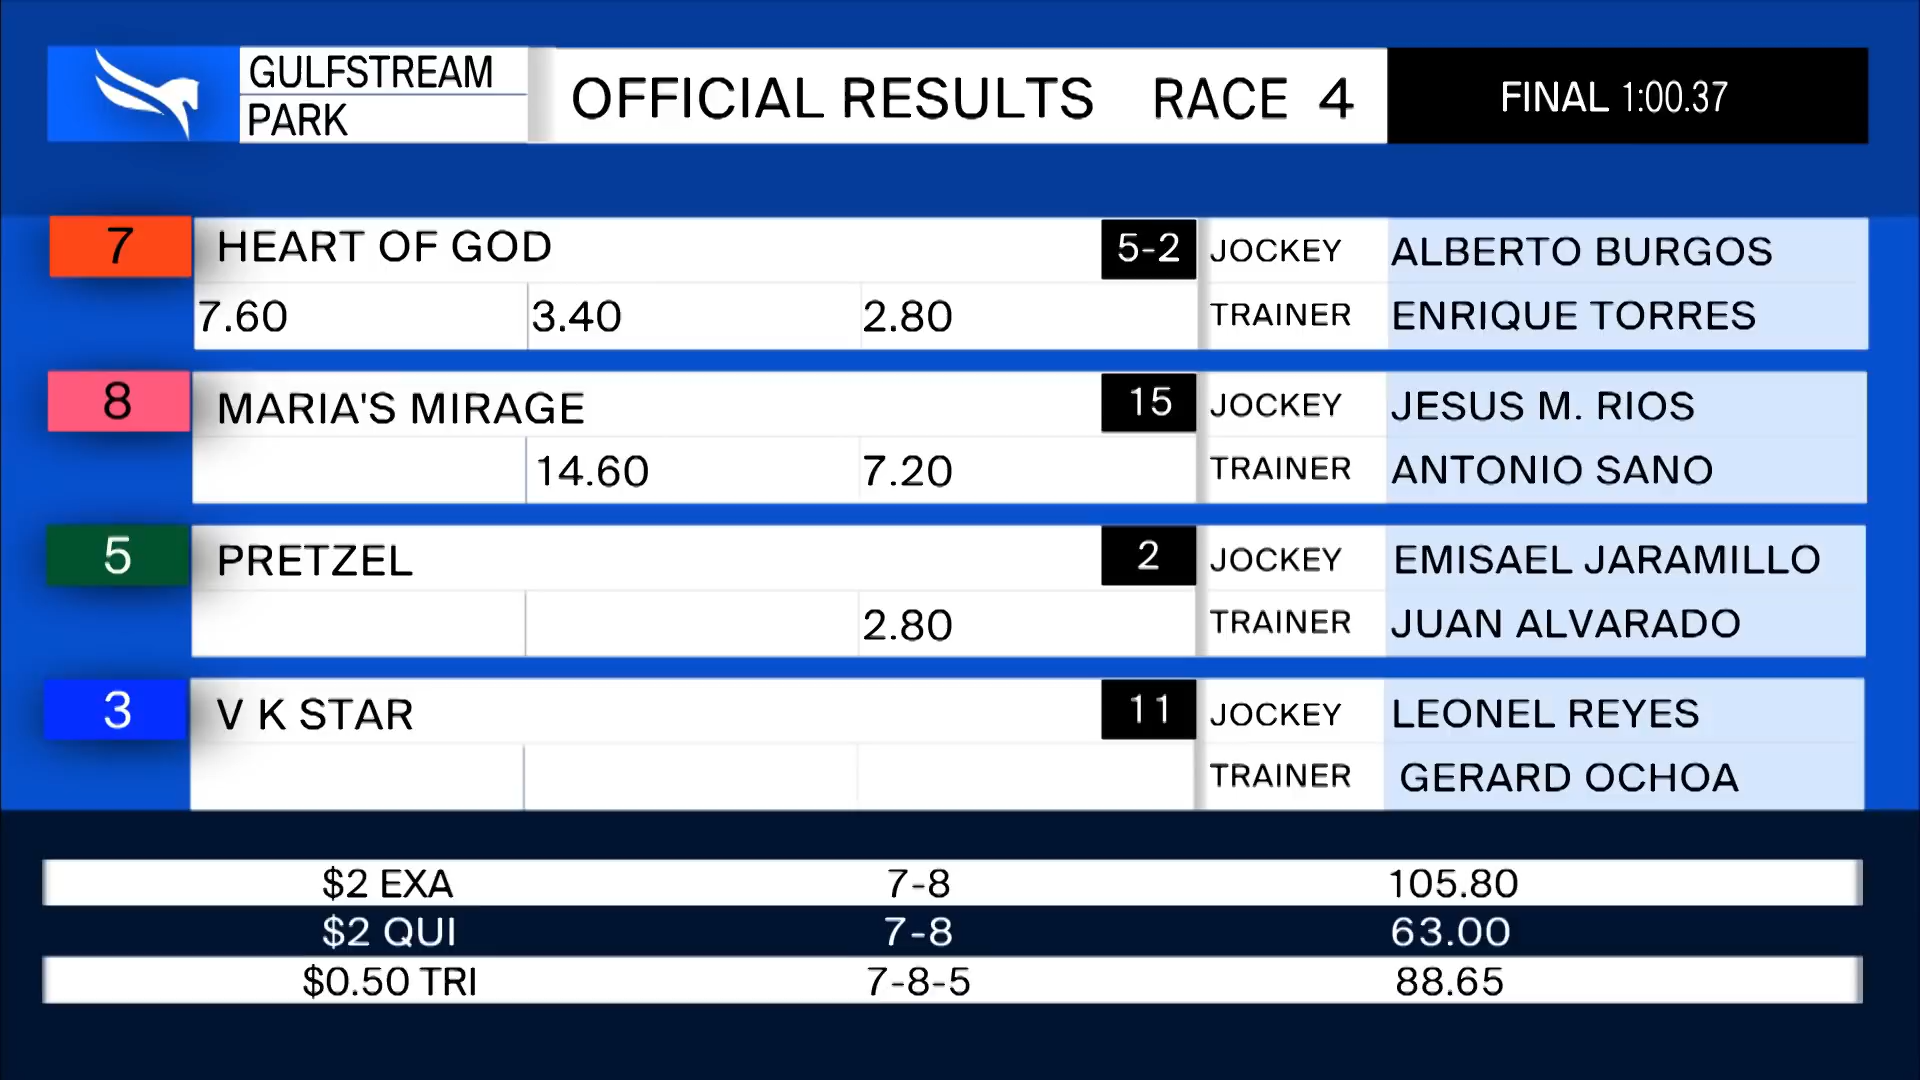 GULFSTREAM
PARK
OFFICIAL RESULTS RACE 4
FINAL 1:00.37
7 HEART OF GOD 5-2 JOCKEY ALBERTO BURGOS
7.60 3.40 2.80 TRAINER ENRIQUE TORRES
8 MARIA'S MIRAGE 15 JOCKEY JESUS M. RIOS
14.60 7.20 TRAINER ANTONIO SANO
5 PRETZEL 2 JOCKEY EMISAEL JARAMILLO
2.80 TRAINER JUAN ALVARADO
3 V K STAR 11 JOCKEY LEONEL REYES
TRAINER GERARD OCHOA
$2 EXA 7-8 105.80
$2 QUI 7-8 63.00
$0.50 TRI 7-8-5 88.65